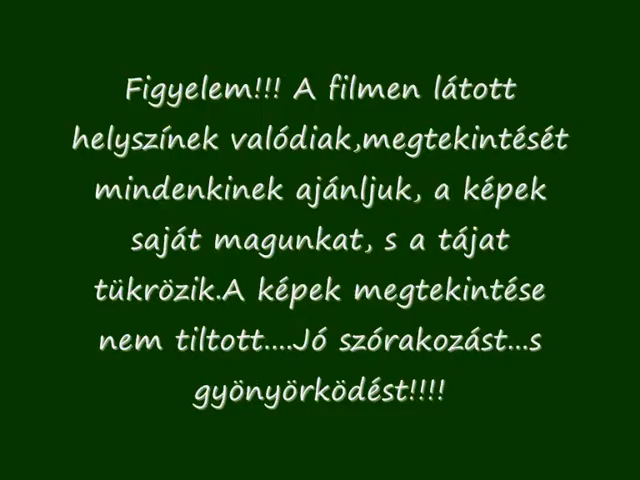 Figyelem!!! A filmen látott
helyszínek valódiak,megtekintését
mindenkinek ajánljuk, a képek
saját magunkat, s a tájat
tükrözik.A képek megtekintése
nem tiltott....Jó szórakozást...s
gyönyörködést!!!!